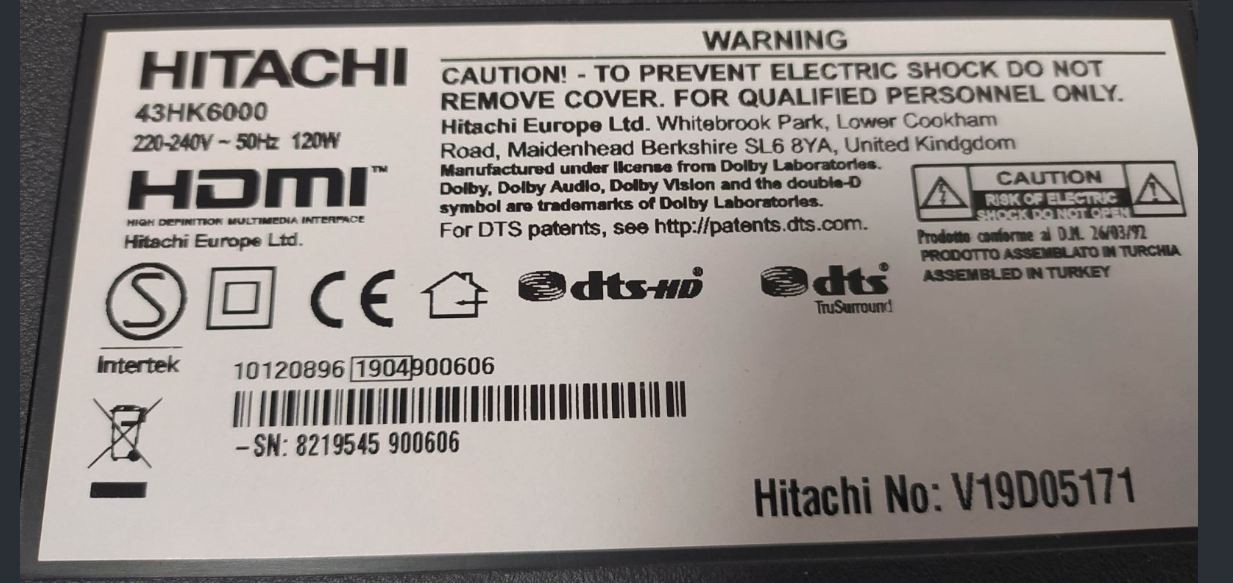 HITACHI
43HK6000
220-240V ~ 50Hz 120W
HDMI™
HIGH DEFINITION MULTIMEDIA INTERFACE
Hitachi Europe Ltd.
WARNING
CAUTION! - TO PREVENT ELECTRIC SHOCK DO NOT
REMOVE COVER. FOR QUALIFIED PERSONNEL ONLY.
Hitachi Europe Ltd. Whitebrook Park, Lower Cookham
Road, Maidenhead Berkshire SL6 8YA, United Kindgdom
Manufactured under license from Dolby Laboratories.
Dolby, Dolby Audio, Dolby Vision and the double-D
symbol are trademarks of Dolby Laboratories.
For DTS patents, see http://patents.dts.com.
CAUTION
RISK OF ELECTRIC
SHOCK DO NOT OPEN
Prodotto conforme al D.M. 26/03/92
PRODOTTO ASSEMBLATO IN TURCHIA
ASSEMBLED IN TURKEY
S
Intertek
CE
dts-HD®
dts®
TruSurround
10120896 1904 900606
-SN: 8219545 900606
Hitachi No: V19D05171